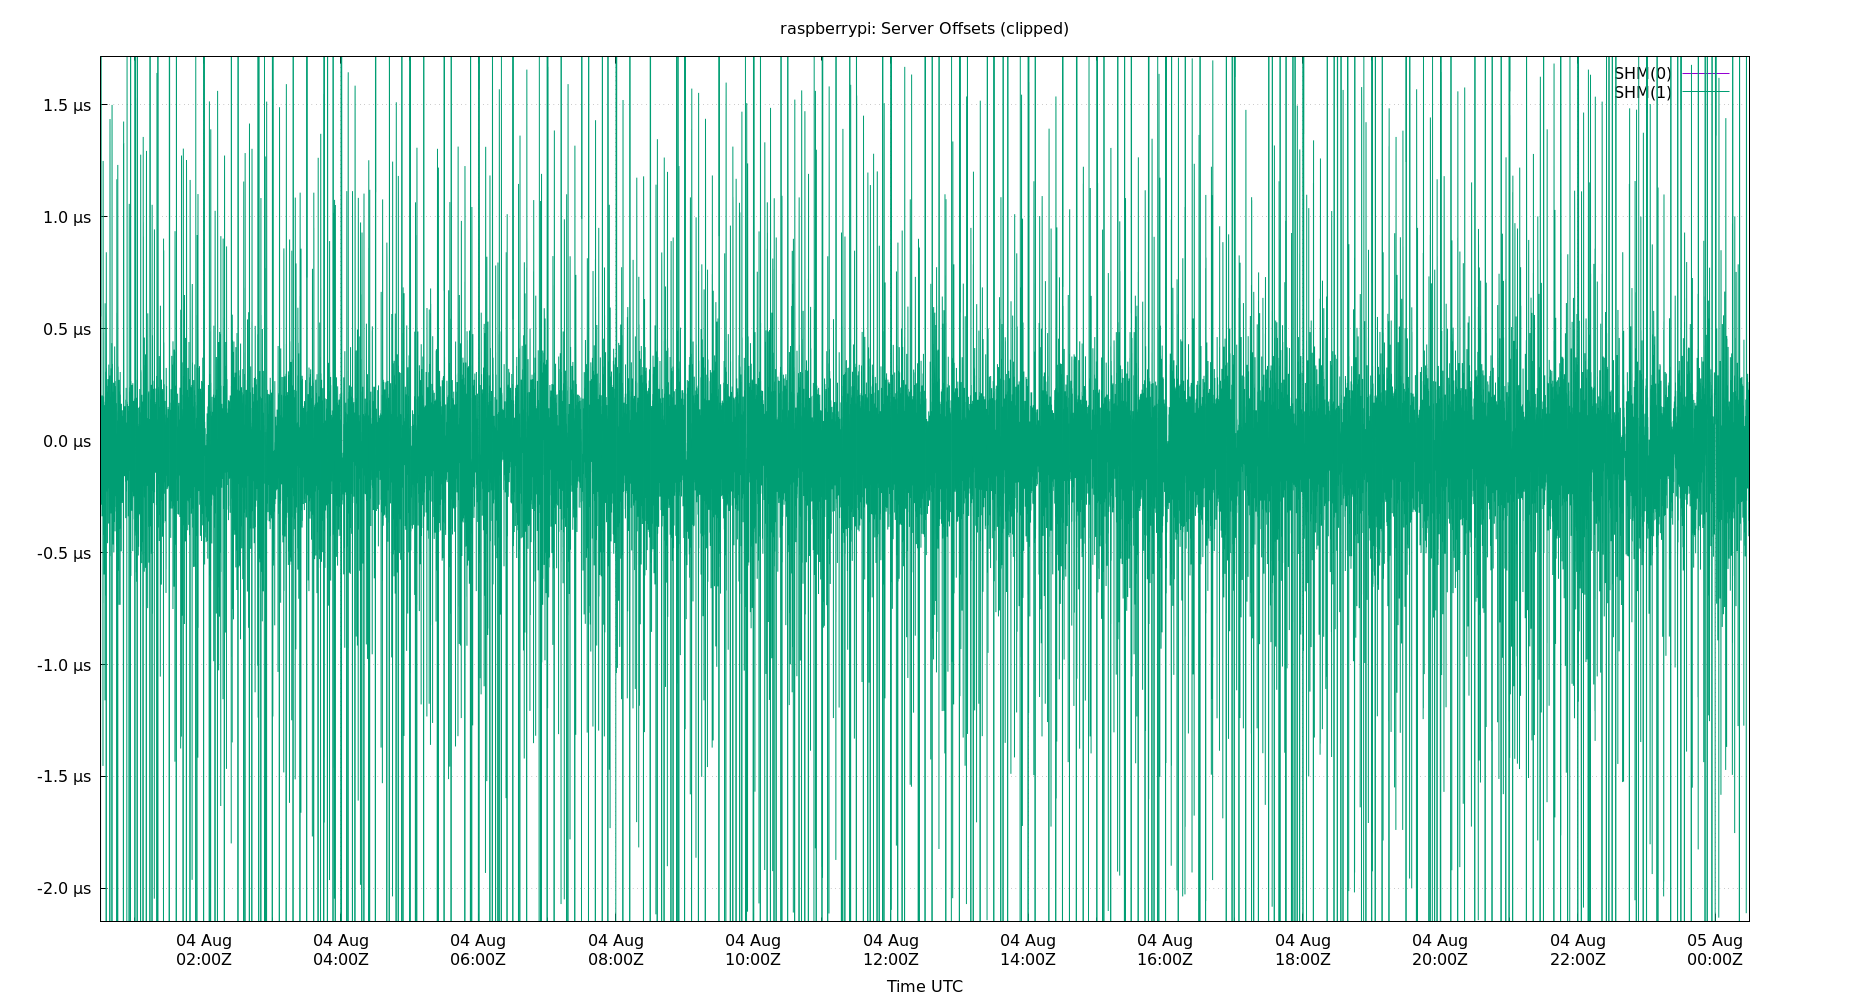 raspberrypi: Server Offsets (clipped)
SHM(0)
SHM(1)
1.5 µs
1.0 µs
0.5 µs
0.0 µs
-0.5 µs
-1.0 µs
-1.5 µs
-2.0 µs
04 Aug 04 Aug 04 Aug 04 Aug 04 Aug 04 Aug 04 Aug 04 Aug 04 Aug 04 Aug 04 Aug 05 Aug
02:00Z 04:00Z 06:00Z 08:00Z 10:00Z 12:00Z 14:00Z 16:00Z 18:00Z 20:00Z 22:00Z 00:00Z
Time UTC